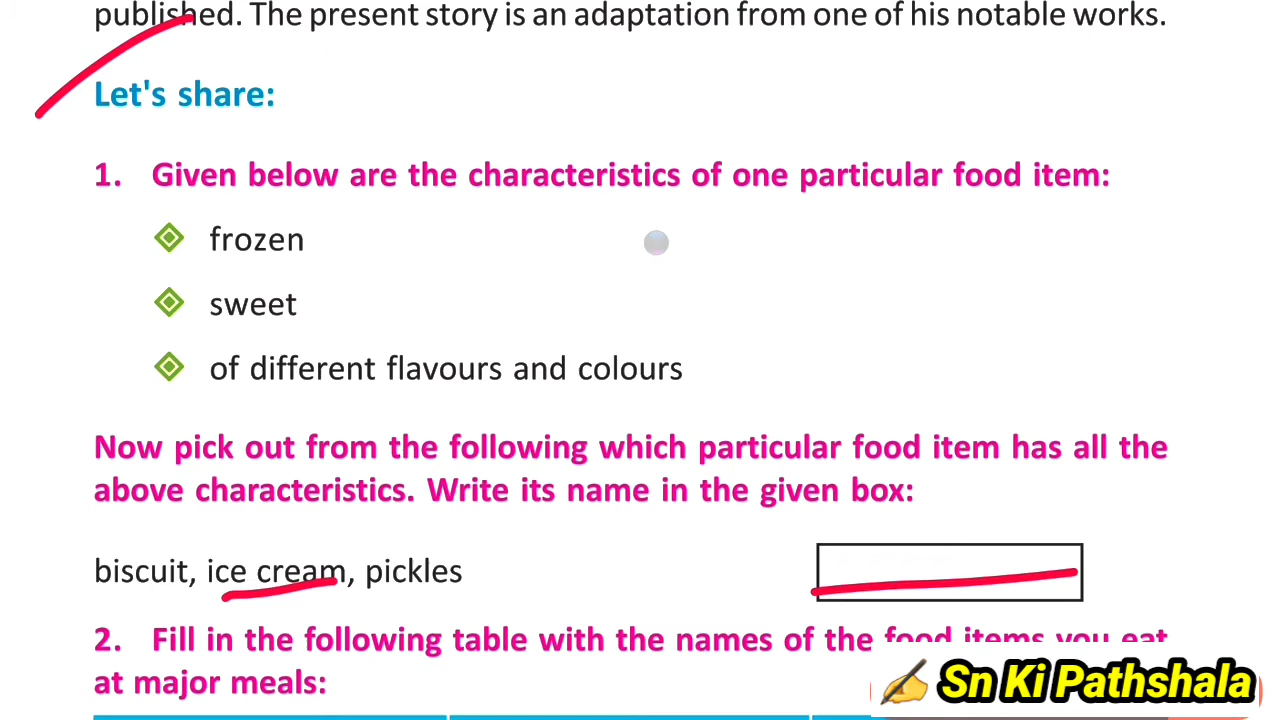 published. The present story is an adaptation from one of his notable works.
Let's share:
1. Given below are the characteristics of one particular food item:
frozen
sweet
of different flavours and colours
Now pick out from the following which particular food item has all the
above characteristics. Write its name in the given box:
biscuit, ice cream, pickles
2. Fill in the following table with the names of the food items you eat
at major meals:
Sn Ki Pathshala